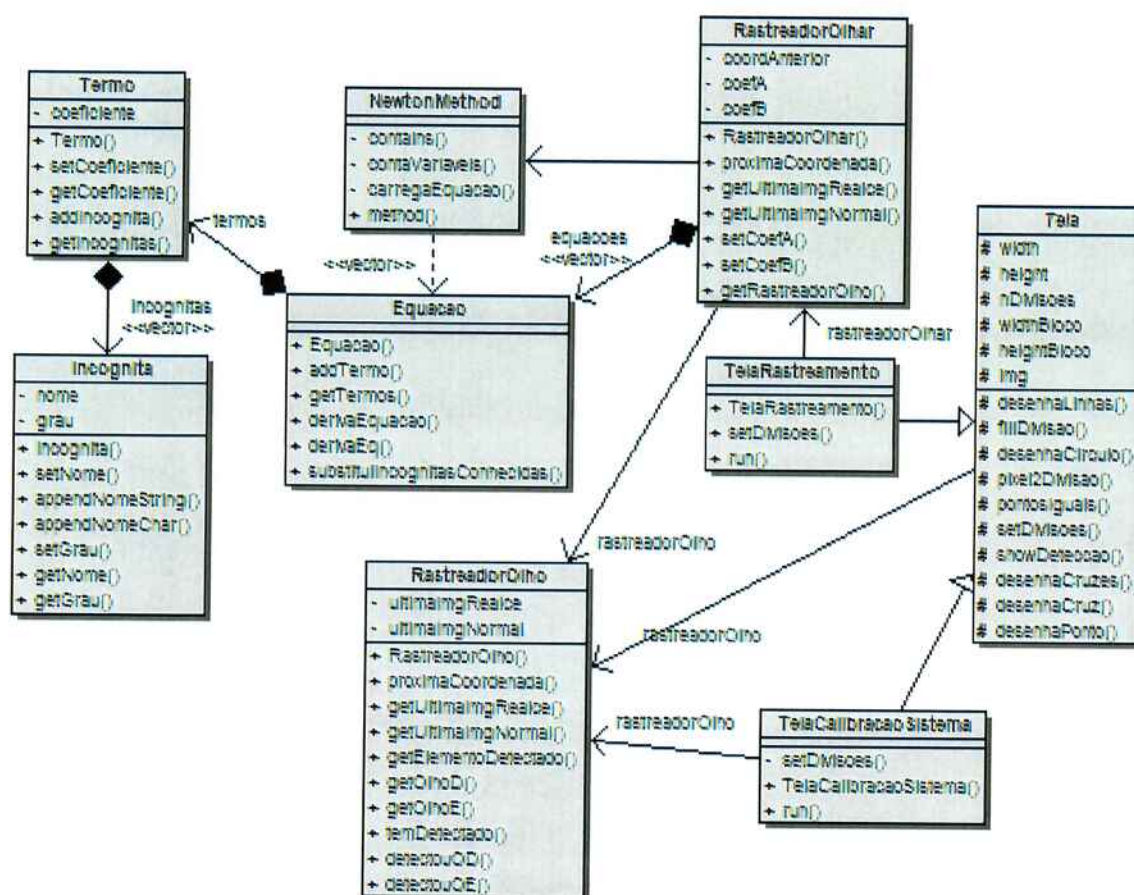 Termo
- coeficiente
+ Termo()
+ setCoeficiente()
+ getCoeficiente()
+ addIncognita()
+ getIncognitas()
termos
incognitas
<<vector>>
Incognita
- nome
- grau
+ Incognita()
+ setNome()
+ appendNomeString()
+ appendNomeChar()
+ setGrau()
+ getNome()
+ getGrau()
NewtonMethod
- contains()
- contaVariaveis()
- carregaEquacao()
+ method()
<<vector>>
equacoes
<<vector>>
Equacao
+ Equacao()
+ addTermo()
+ getTermos()
+ derivaEquacao()
+ derivaEq()
+ substituiIncognitasConhecidas()
RastreadorOlhar
- coordAnterior
- coefA
- coefB
+ RastreadorOlhar()
+ proximaCoordenada()
+ getUltimaImgRealce()
+ getUltimaImgNormal()
+ setCoefA()
+ setCoefB()
+ getRastreadorOlho()
rastreadorOlhar
TelaRastreamento
+ TelaRastreamento()
+ setDivisoes()
+ run()
Tela
# width
# height
# nDivisoes
# widthBloco
# heightBloco
# img
# desenhaLinhas()
# fillDivisao()
# desenhaCirculo()
# pixel2Divisao()
# pontosIguais()
# setDivisoes()
# showDeteccao()
# desenhaCruzes()
# desenhaCruz()
# desenhaPonto()
rastreadorOlho
rastreadorOlho
rastreadorOlho
RastreadorOlho
- ultimaImgRealce
- ultimaImgNormal
+ RastreadorOlho()
+ proximaCoordenada()
+ getUltimaImgRealce()
+ getUltimaImgNormal()
+ getElementoDetectado()
+ getOlhoD()
+ getOlhoE()
+ temDetectado()
+ detectouOD()
+ detectouOE()
TelaCalibracaoSistema
- setDivisoes()
+ TelaCalibracaoSistema()
+ run()